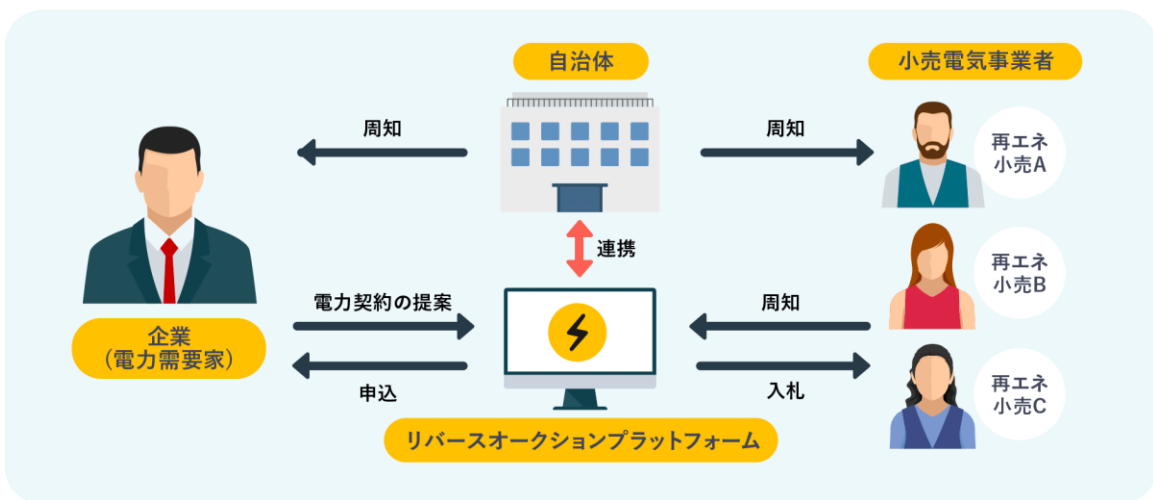 自治体
小売電気事業者
周知
周知
再エネ
小売A
連携
再エネ
小売B
電力契約の提案
周知
企業
(電力需要家)
申込
入札
再エネ
小売C
リバースオークションプラットフォーム